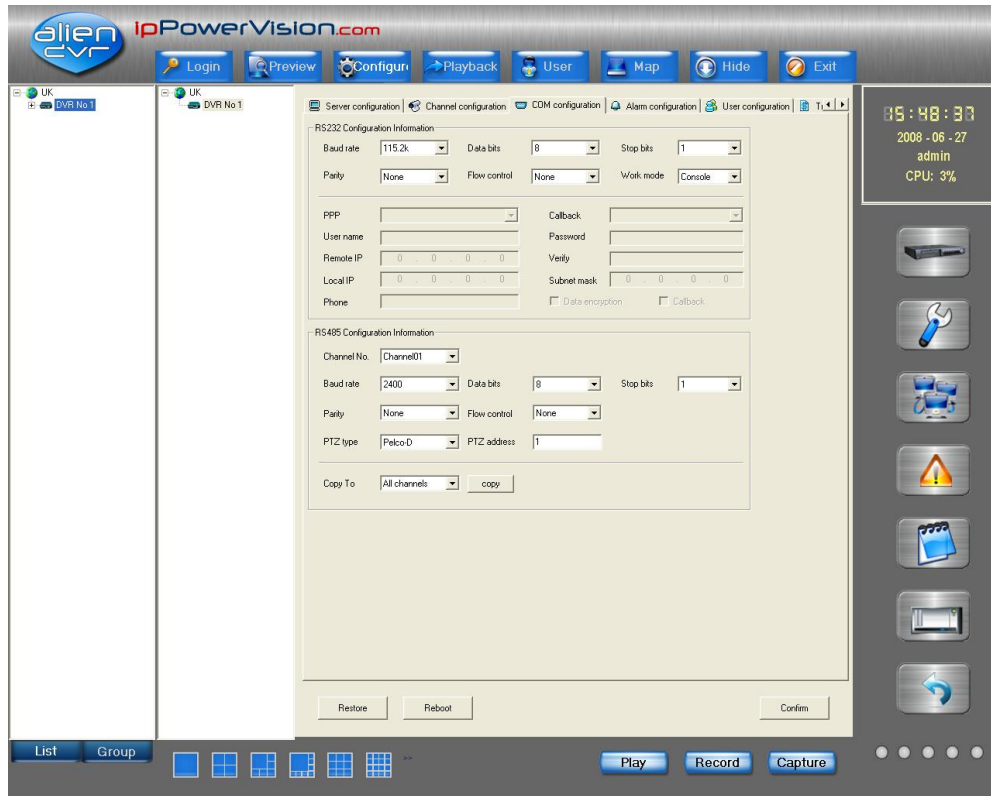 alien dvr
ipPowerVision.com
Login Preview Configur Playback User Map Hide Exit
UK
DVR No 1
UK
DVR No 1
Server configuration Channel configuration COM configuration Alarm configuration User configuration
RS232 Configuration Information
Baud rate 115.2k Data bits 8 Stop bits 1
Parity None Flow control None Work mode Console
PPP Callback
User name Password
Remote IP 0 . 0 . 0 . 0 Verify
Local IP 0 . 0 . 0 . 0 Subnet mask 0 . 0 . 0 . 0
Phone Data encryption Callback
RS485 Configuration Information
Channel No. Channel01
Baud rate 2400 Data bits 8 Stop bits 1
Parity None Flow control None
PTZ type Pelco-D PTZ address 1
Copy To All channels copy
Restore Reboot Confirm
15:48:37
2008 - 06 - 27
admin
CPU: 3%
List Group
>>
Play Record Capture